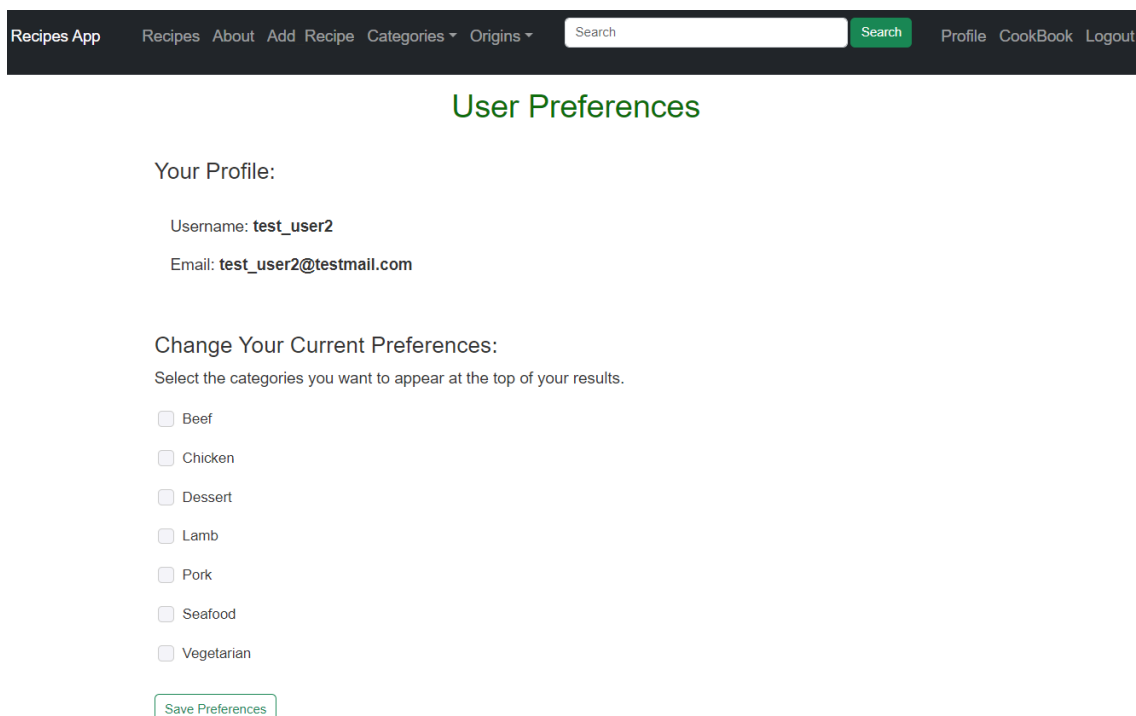 Recipes App Recipes About Add Recipe Categories Origins Search Search Profile CookBook Logout
User Preferences
Your Profile:
Username: test_user2
Email: test_user2@testmail.com
Change Your Current Preferences:
Select the categories you want to appear at the top of your results.
Beef
Chicken
Dessert
Lamb
Pork
Seafood
Vegetarian
Save Preferences